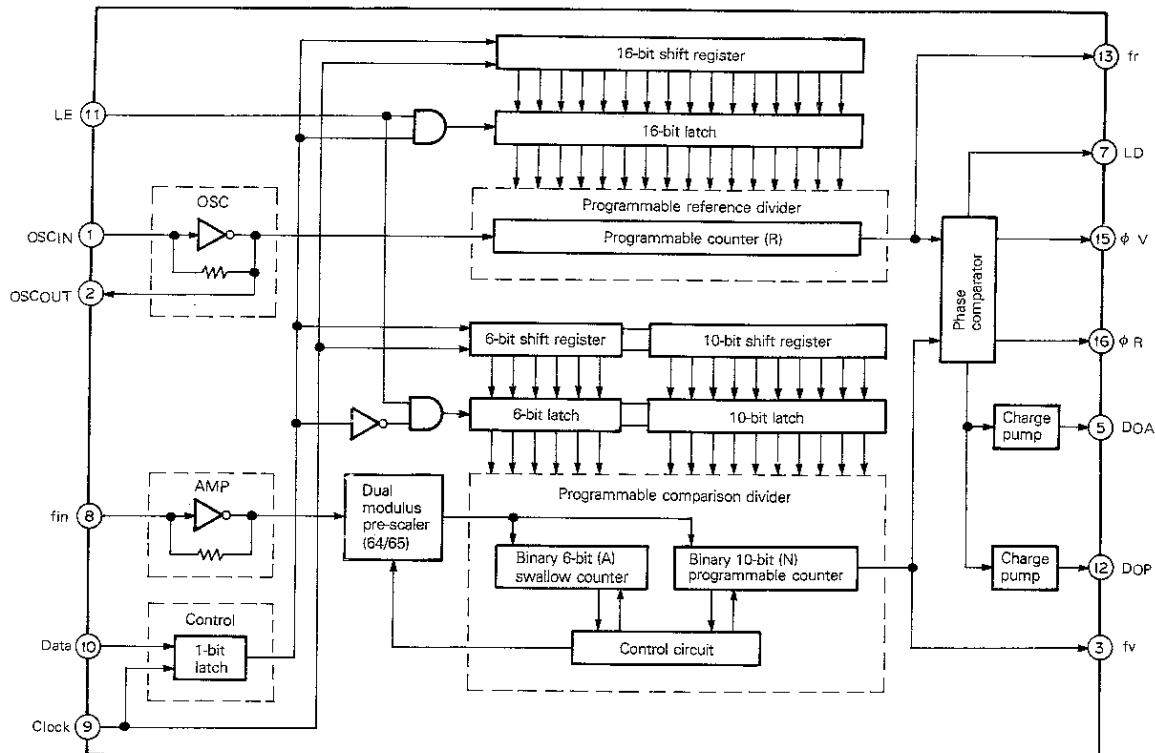 16-bit shift register
13 fr
LE 11
16-bit latch
7 LD
OSC
Programmable reference divider
OSCIN 1
Programmable counter (R)
15 φV
OSCOUT 2
Phase
comparator
6-bit shift register
10-bit shift register
16 φR
6-bit latch
10-bit latch
Charge
pump
5 DOA
AMP
Programmable comparison divider
fin 8
Dual
modulus
pre-scaler
(64/65)
Binary 6-bit (A)
swallow counter
Binary 10-bit (N)
programmable counter
Charge
pump
12 DOP
Control
Data 10
1-bit
latch
Control circuit
3 fv
Clock 9